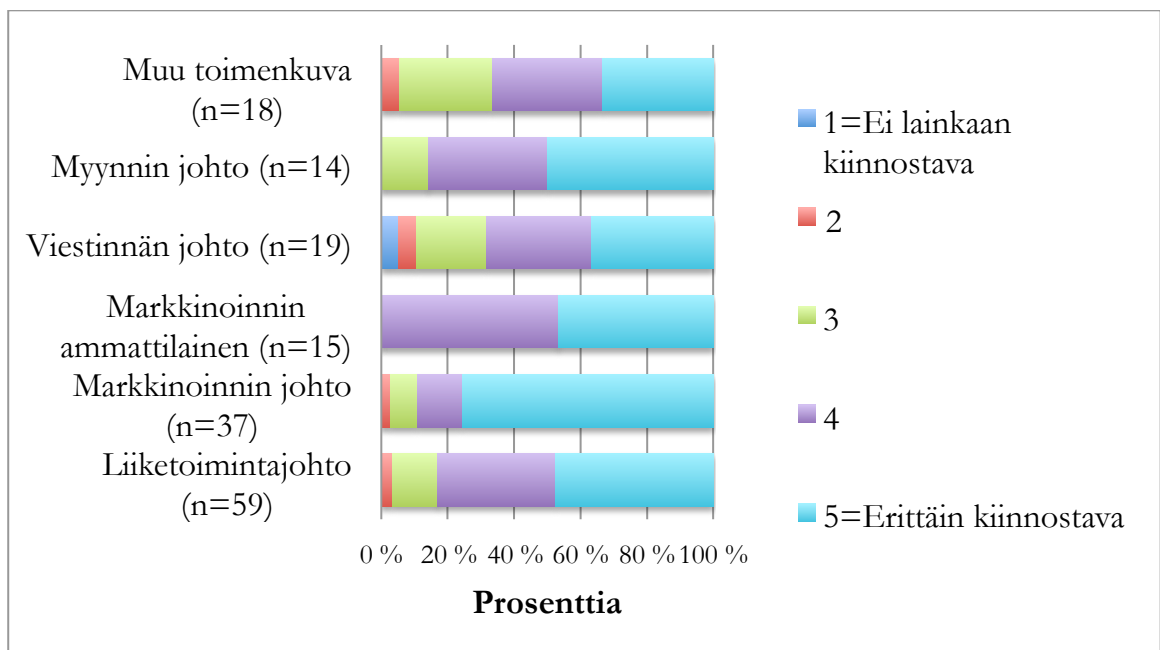 Muu toimenkuva
(n=18)
Myynnin johto (n=14)
Viestinnän johto (n=19)
Markkinoinnin
ammattilainen (n=15)
Markkinoinnin johto
(n=37)
Liiketoimintajohto
(n=59)
0 % 20 % 40 % 60 % 80 % 100 %
Prosenttia
1=Ei lainkaan
kiinnostava
2
3
4
5=Erittäin kiinnostava